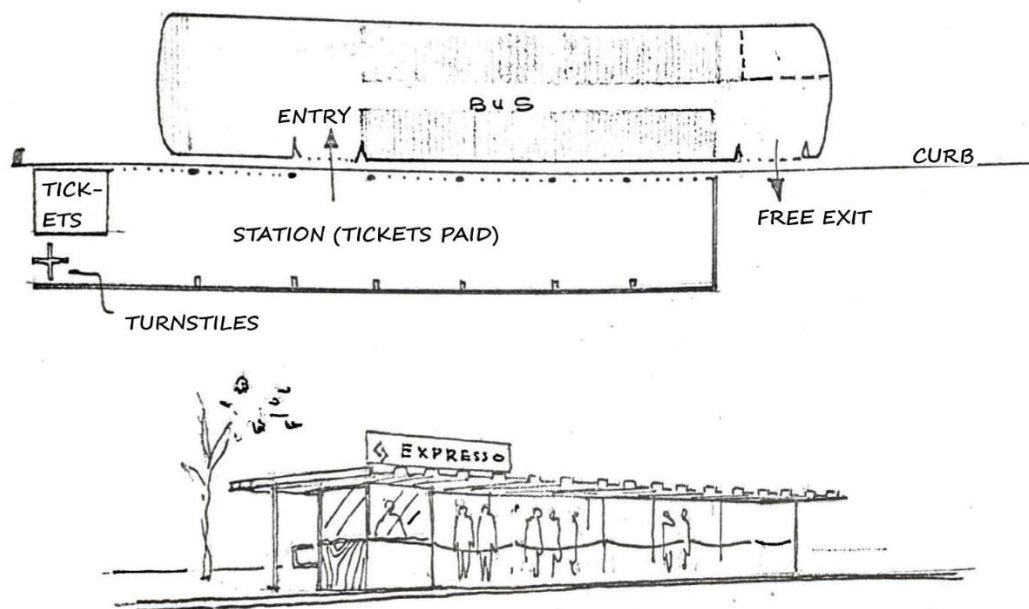 BUS
ENTRY
CURB
TICK-
ETS
STATION (TICKETS PAID)
FREE EXIT
TURNSTILES
EXPRESSO